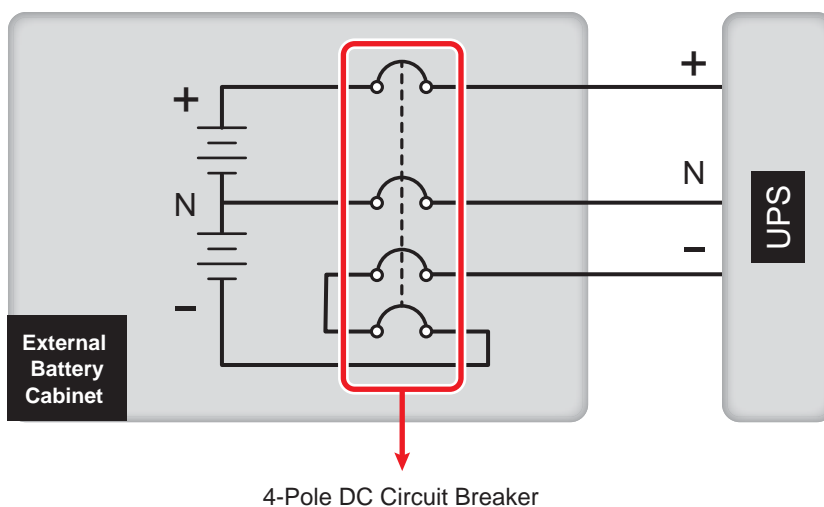 +
+
N
N
UPS
–
–
External
Battery
Cabinet
4-Pole DC Circuit Breaker